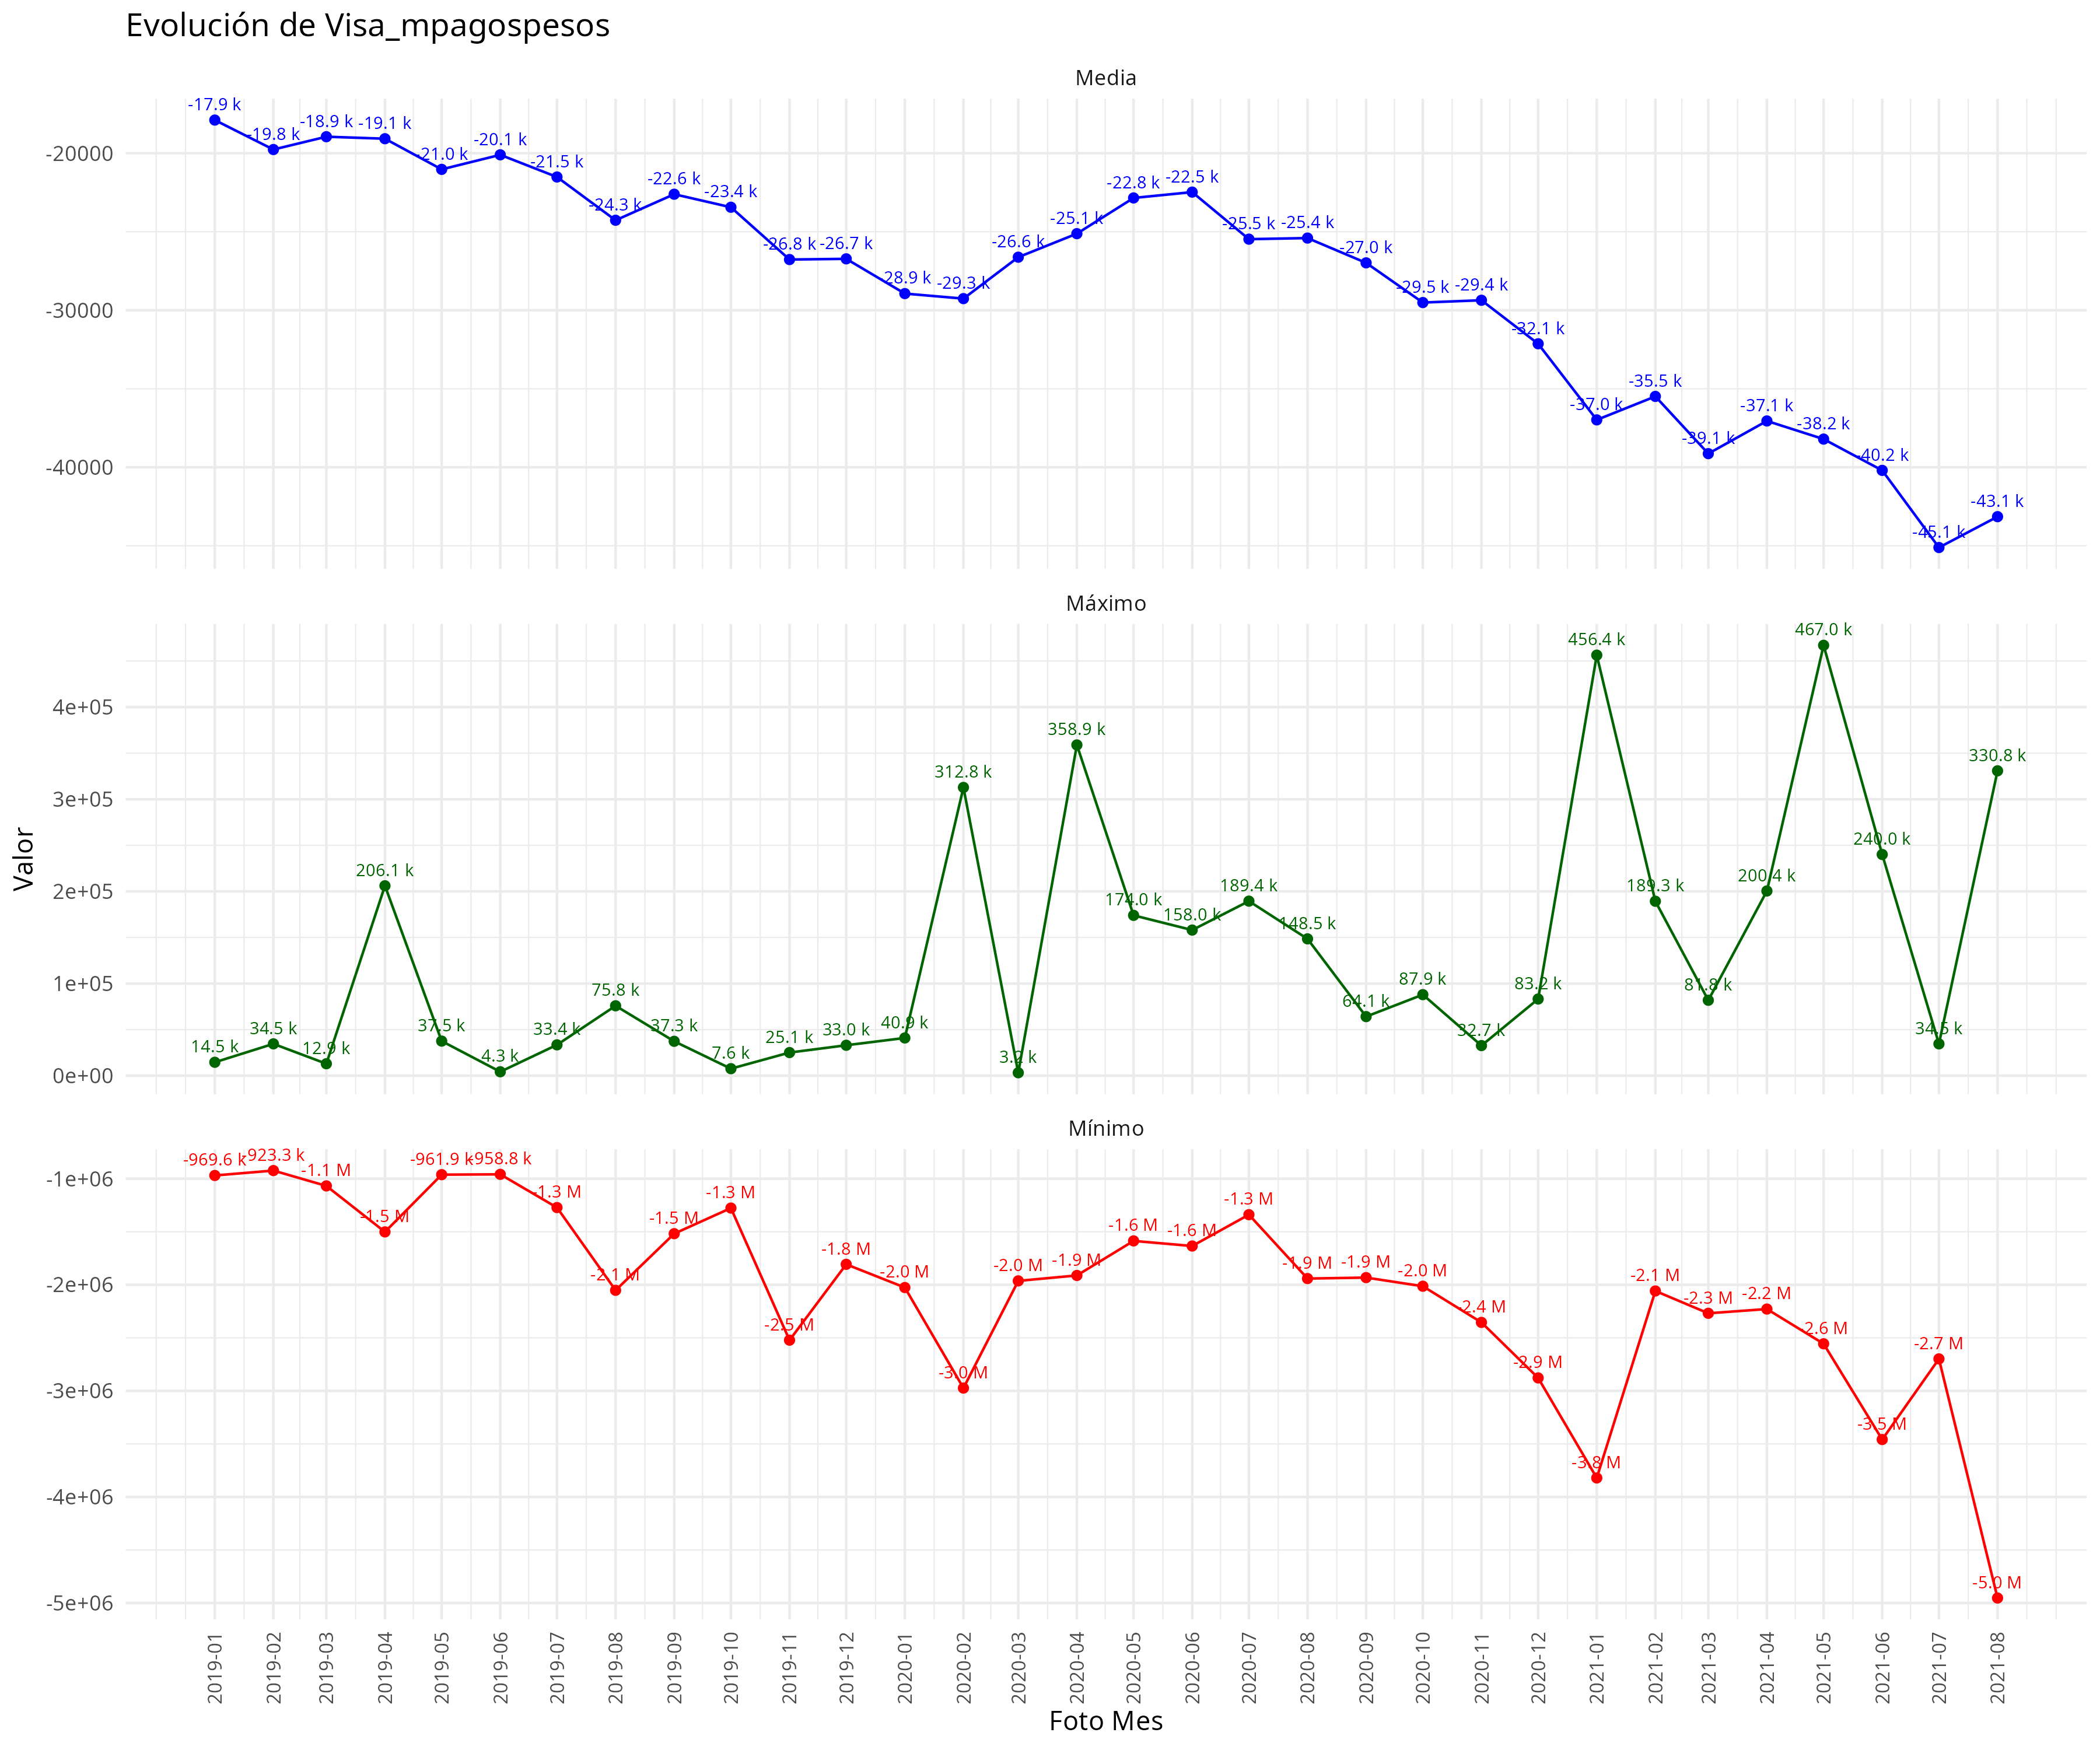 Evolución de Visa_mpagospesos
Media
-17.9 k -19.8 k -18.9 k -19.1 k -21.0 k -20.1 k -21.5 k -24.3 k -22.6 k -23.4 k -26.8 k -26.7 k -28.9 k -29.3 k -26.6 k -25.1 k -22.8 k -22.5 k -25.5 k -25.4 k -27.0 k -29.5 k -29.4 k -32.1 k -37.0 k -35.5 k -39.1 k -37.1 k -38.2 k -40.2 k -45.1 k -43.1 k
-20000
-30000
-40000
Máximo
14.5 k 34.5 k 12.9 k 206.1 k 37.5 k 4.3 k 33.4 k 75.8 k 37.3 k 7.6 k 25.1 k 33.0 k 40.9 k 312.8 k 3.2 k 358.9 k 174.0 k 158.0 k 189.4 k 148.5 k 64.1 k 87.9 k 32.7 k 83.2 k 456.4 k 189.3 k 81.8 k 200.4 k 467.0 k 240.0 k 34.5 k 330.8 k
4e+05
3e+05
2e+05
1e+05
0e+00
Valor
Mínimo
-969.6 k -923.3 k -1.1 M -1.5 M -961.9 k -958.8 k -1.3 M -2.1 M -1.5 M -1.3 M -2.5 M -1.8 M -2.0 M -3.0 M -2.0 M -1.9 M -1.6 M -1.6 M -1.3 M -1.9 M -1.9 M -2.0 M -2.4 M -2.9 M -3.8 M -2.1 M -2.3 M -2.2 M -2.6 M -3.5 M -2.7 M -5.0 M
-1e+06
-2e+06
-3e+06
-4e+06
-5e+06
2019-01 2019-02 2019-03 2019-04 2019-05 2019-06 2019-07 2019-08 2019-09 2019-10 2019-11 2019-12 2020-01 2020-02 2020-03 2020-04 2020-05 2020-06 2020-07 2020-08 2020-09 2020-10 2020-11 2020-12 2021-01 2021-02 2021-03 2021-04 2021-05 2021-06 2021-07 2021-08
Foto Mes